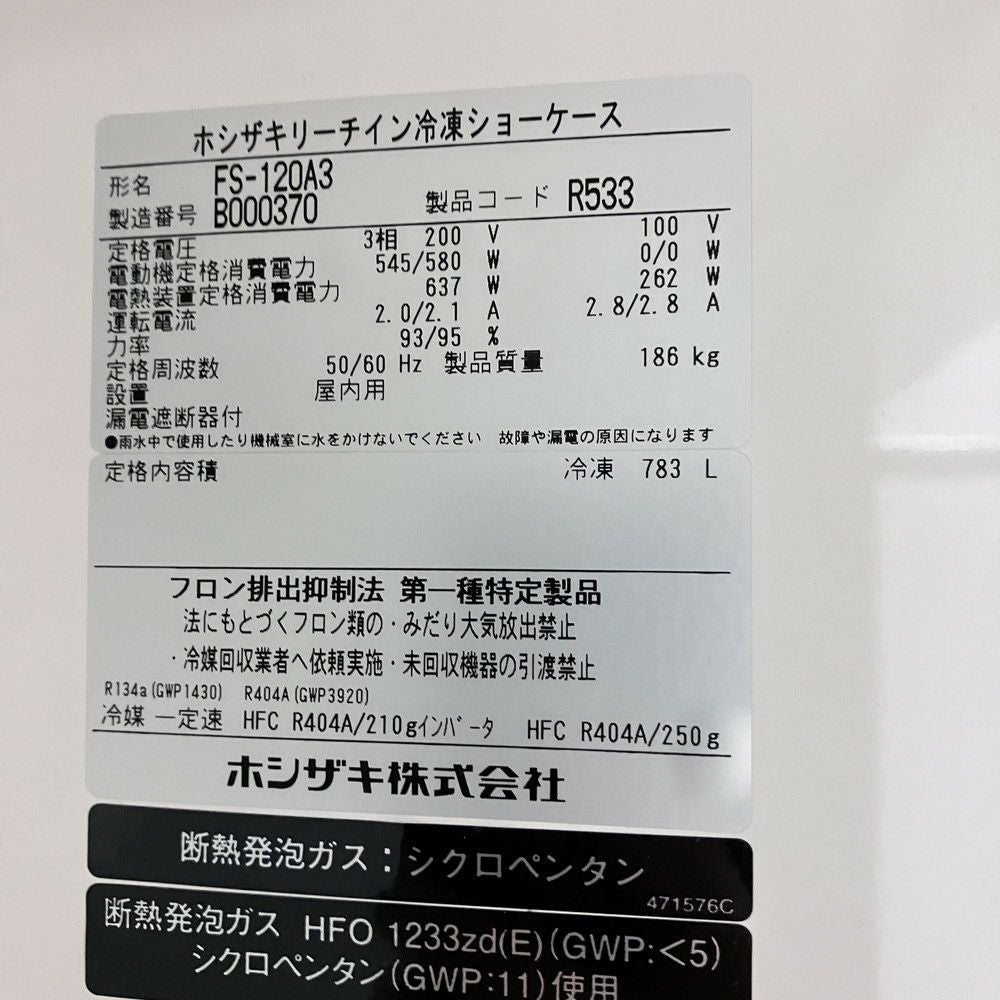 ホシザキリーチイン冷凍ショーケース
形名 FS-120A3
製造番号 B000370 製品コード R533
定格電圧 3相 200 V 100 V
電動機定格消費電力 545/580 W 0/0 W
電熱装置定格消費電力 637 W 262 W
運転電流 2.0/2.1 A 2.8/2.8 A
力率 93/95 %
定格周波数 50/60 Hz 製品質量 186 kg
設置 屋内用
漏電遮断器付
●雨水中で使用したり機械室に水をかけないでください 故障や漏電の原因になります
定格内容積 冷凍 783 L
フロン排出抑制法 第一種特定製品
法にもとづくフロン類の・みだり大気放出禁止
・冷媒回収業者へ依頼実施・未回収機器の引渡禁止
R134a(GWP1430) R404A(GWP3920)
冷媒 一定速 HFC R404A/210gインバータ HFC R404A/250g
ホシザキ株式会社
断熱発泡ガス:シクロペンタン
471576C
断熱発泡ガス HFO 1233zd(E)(GWP:<5)
シクロペンタン(GWP:11)使用